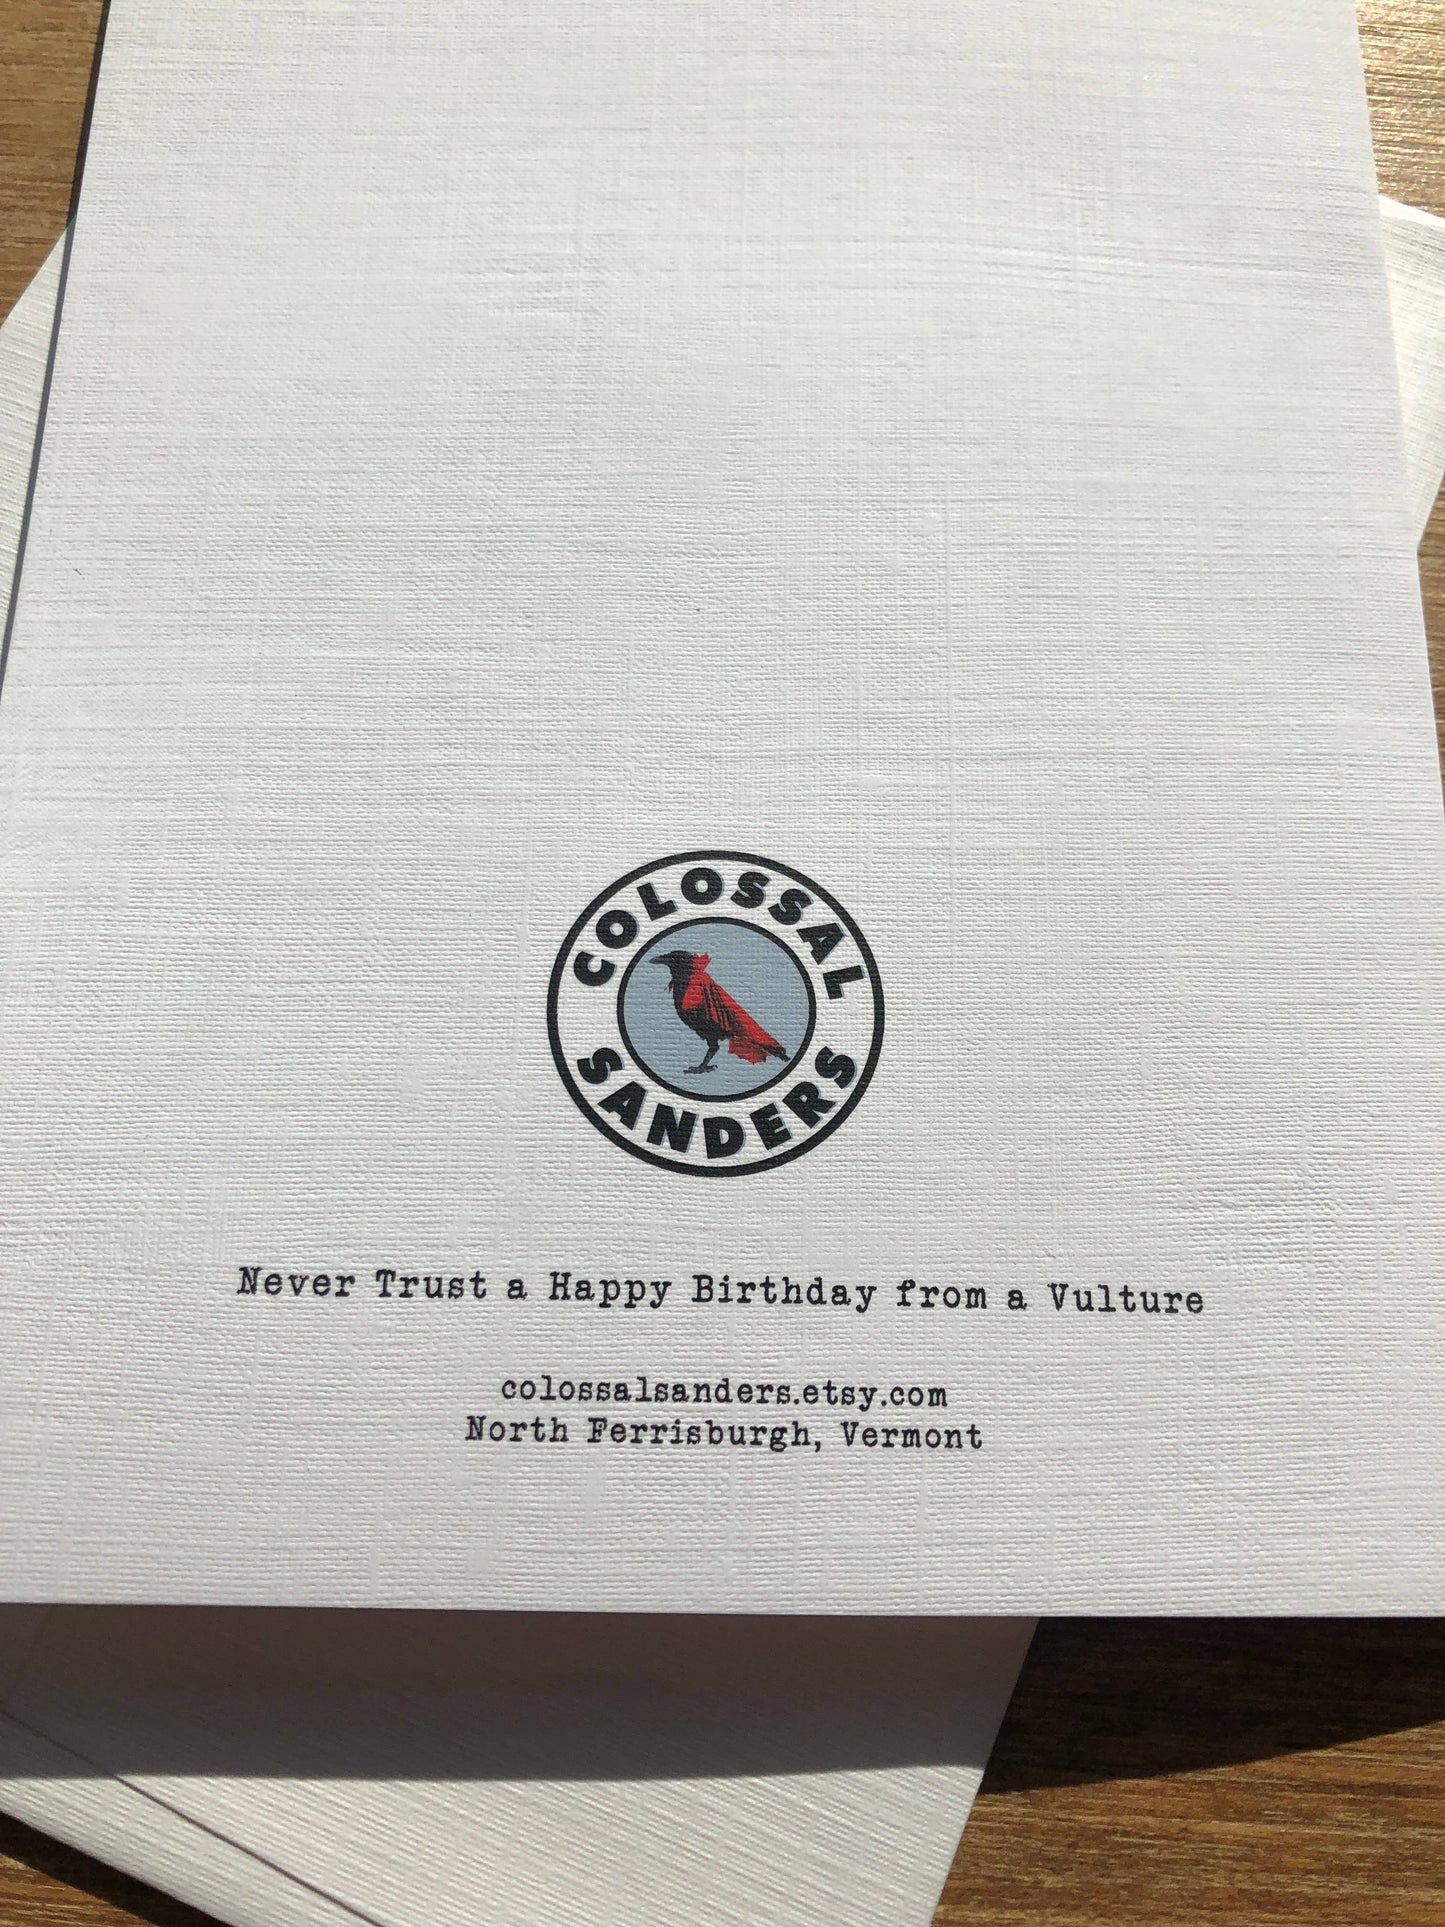 COLOSSAL
SANDERS
Never Trust a Happy Birthday from a Vulture
colossalsanders.etsy.com
North Ferrisburgh, Vermont